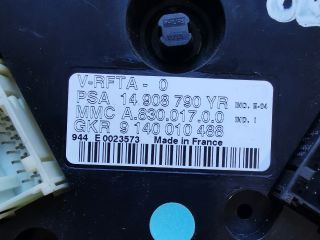 V-RFTA - 0
PSA 14 908 790 YR IND. E-04
MMC A.630.017.0.0 IND. 1
GKR 9 140 010 488
944-E 0023573 Made in France